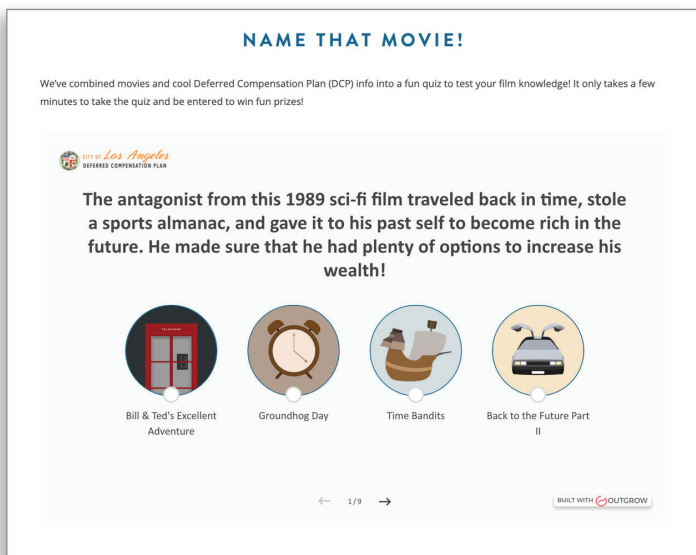 NAME THAT MOVIE!
We've combined movies and cool Deferred Compensation Plan (DCP) info into a fun quiz to test your film knowledge! It only takes a few
minutes to take the quiz and be entered to win fun prizes!
CITY OF Los Angeles
DEFERRED COMPENSATION PLAN
The antagonist from this 1989 sci-fi film traveled back in time, stole
a sports almanac, and gave it to his past self to become rich in the
future. He made sure that he had plenty of options to increase his
wealth!
TELEPHONE
Bill & Ted's Excellent
Adventure
Groundhog Day
Time Bandits
Back to the Future Part
II
← 1/9 →
BUILT WITH OUTGROW